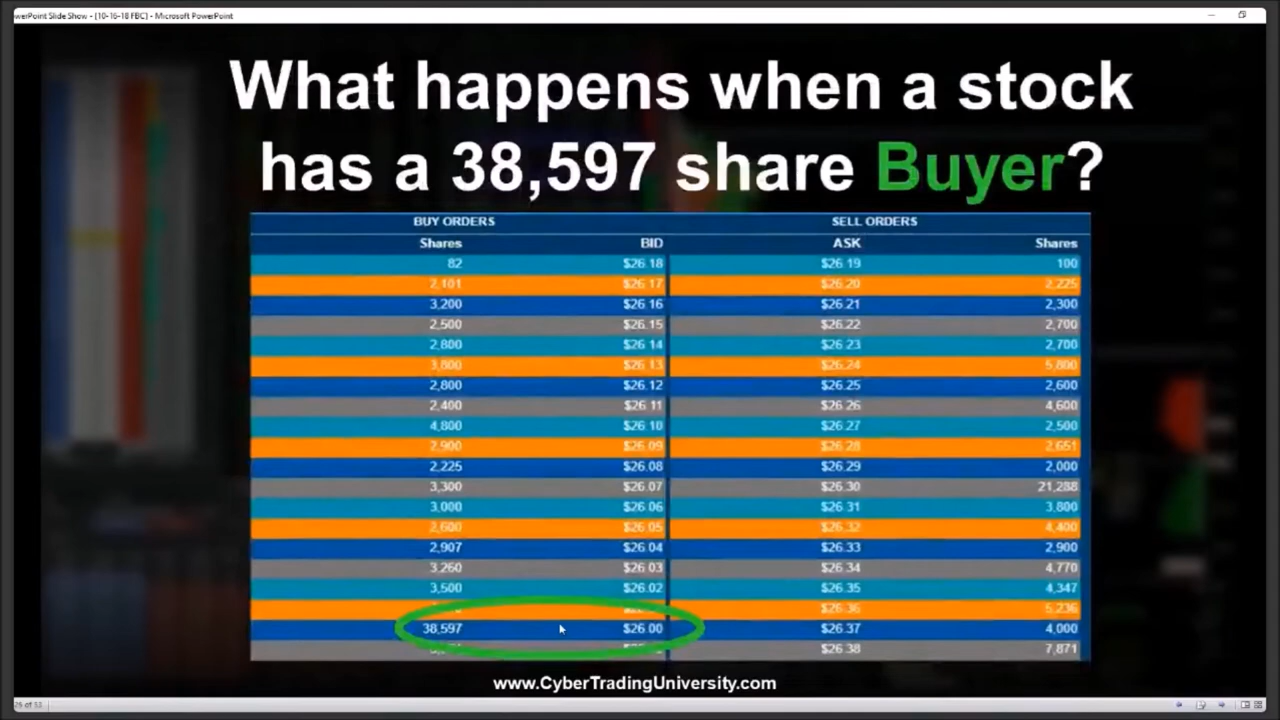 owerPoint Slide Show - [10-16-18 FBC] - Microsoft PowerPoint
What happens when a stock
has a 38,597 share Buyer?
BUY ORDERS SELL ORDERS
Shares BID ASK Shares
82 $26.18 $26.19 100
2,101 $26.17 $26.20 2,225
3,200 $26.16 $26.21 2,300
2,500 $26.15 $26.22 2,700
2,800 $26.14 $26.23 2,700
3,800 $26.13 $26.24 5,800
2,800 $26.12 $26.25 2,600
2,400 $26.11 $26.26 4,600
4,800 $26.10 $26.27 2,500
2,900 $26.09 $26.28 2,651
2,225 $26.08 $26.29 2,000
3,300 $26.07 $26.30 21,288
3,000 $26.06 $26.31 3,800
2,600 $26.05 $26.32 4,400
2,907 $26.04 $26.33 2,900
3,260 $26.03 $26.34 4,770
3,500 $26.02 $26.35 4,347
$26.36 5,236
38,597 $26.00 $26.37 4,000
$26.38 7,871
www.CyberTradingUniversity.com